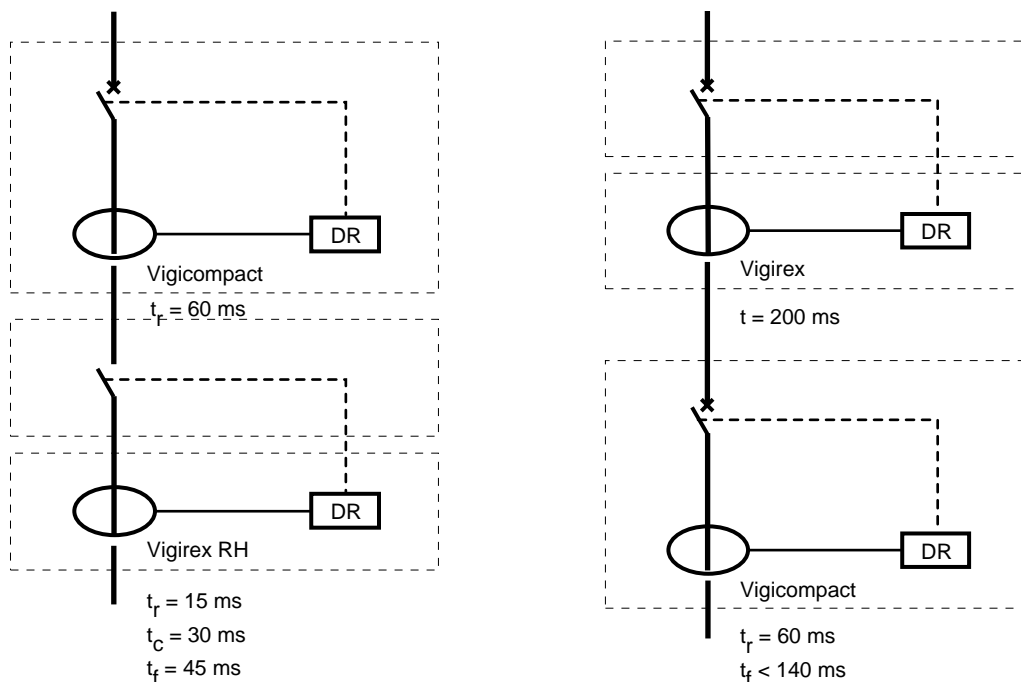 DR
Vigicompact
tr = 60 ms
DR
Vigirex RH
tr = 15 ms
tc = 30 ms
tf = 45 ms
DR
Vigirex
t = 200 ms
DR
Vigicompact
tr = 60 ms
tf < 140 ms